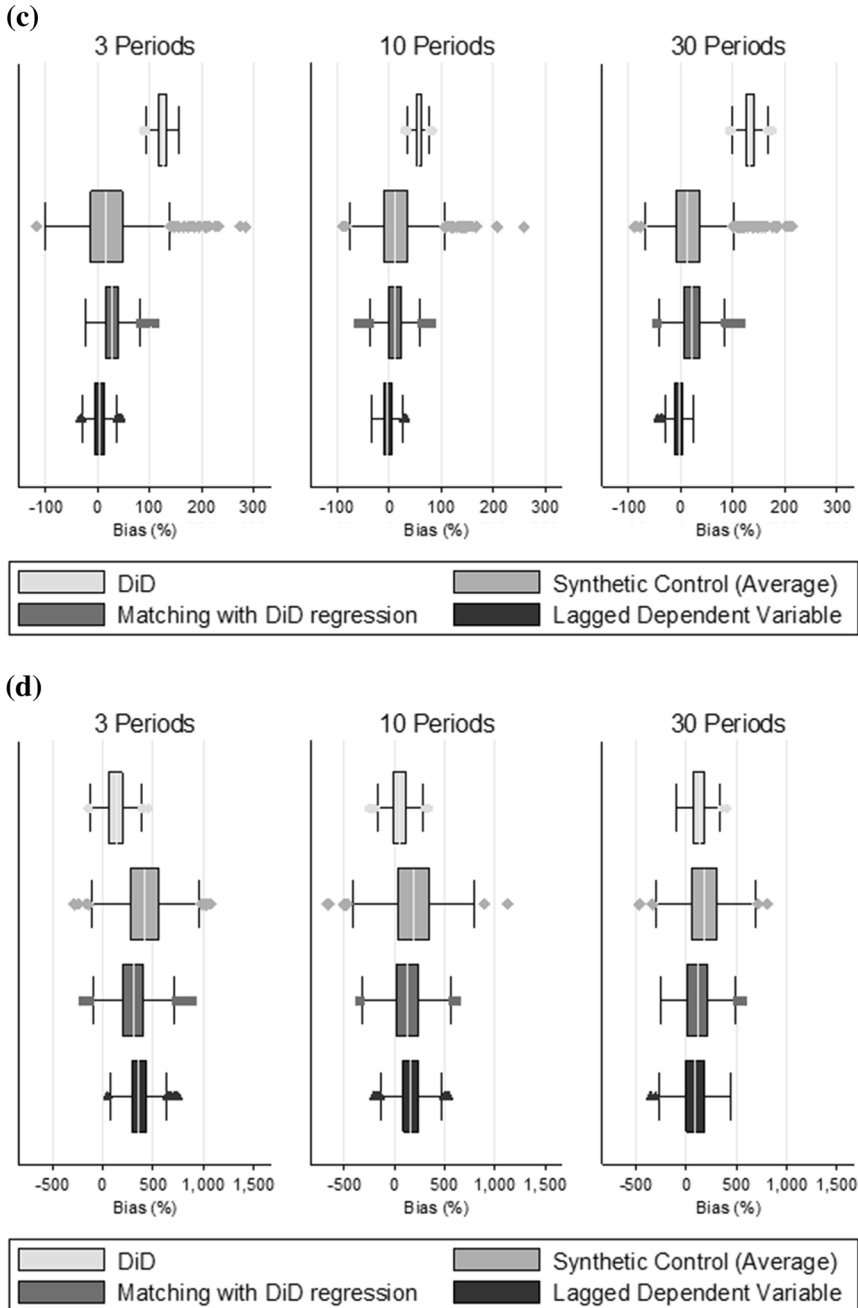 (c)
3 Periods 10 Periods 30 Periods
-100 0 100 200 300 -100 0 100 200 300 -100 0 100 200 300
Bias (%) Bias (%) Bias (%)
DiD Synthetic Control (Average)
Matching with DiD regression Lagged Dependent Variable
(d)
3 Periods 10 Periods 30 Periods
-500 0 500 1,000 1,500 -500 0 500 1,000 1,500 -500 0 500 1,000 1,500
Bias (%) Bias (%) Bias (%)
DiD Synthetic Control (Average)
Matching with DiD regression Lagged Dependent Variable